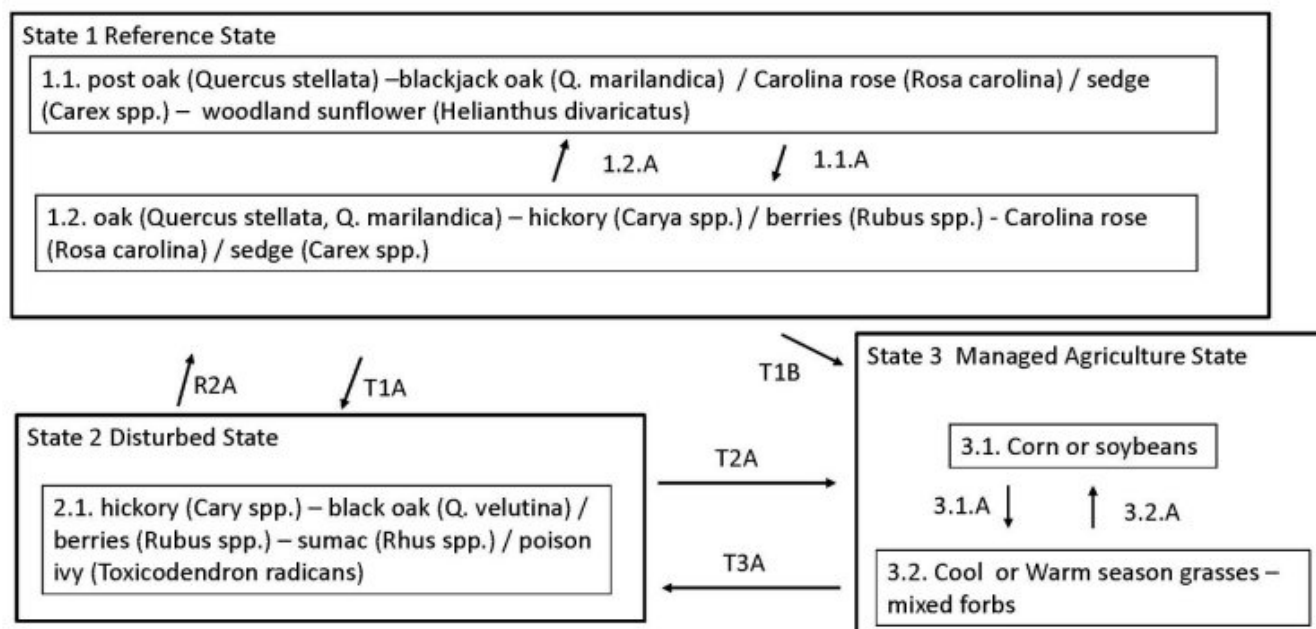 State 1 Reference State
1.1. post oak (Quercus stellata) –blackjack oak (Q. marilandica) / Carolina rose (Rosa carolina) / sedge
(Carex spp.) – woodland sunflower (Helianthus divaricatus)
1.2.A
1.1.A
1.2. oak (Quercus stellata, Q. marilandica) – hickory (Carya spp.) / berries (Rubus spp.) - Carolina rose
(Rosa carolina) / sedge (Carex spp.)
R2A
T1A
T1B
State 2 Disturbed State
2.1. hickory (Cary spp.) – black oak (Q. velutina) /
berries (Rubus spp.) – sumac (Rhus spp.) / poison
ivy (Toxicodendron radicans)
T2A
T3A
State 3  Managed Agriculture State
3.1. Corn or soybeans
3.1.A
3.2.A
3.2. Cool  or Warm season grasses –
mixed forbs